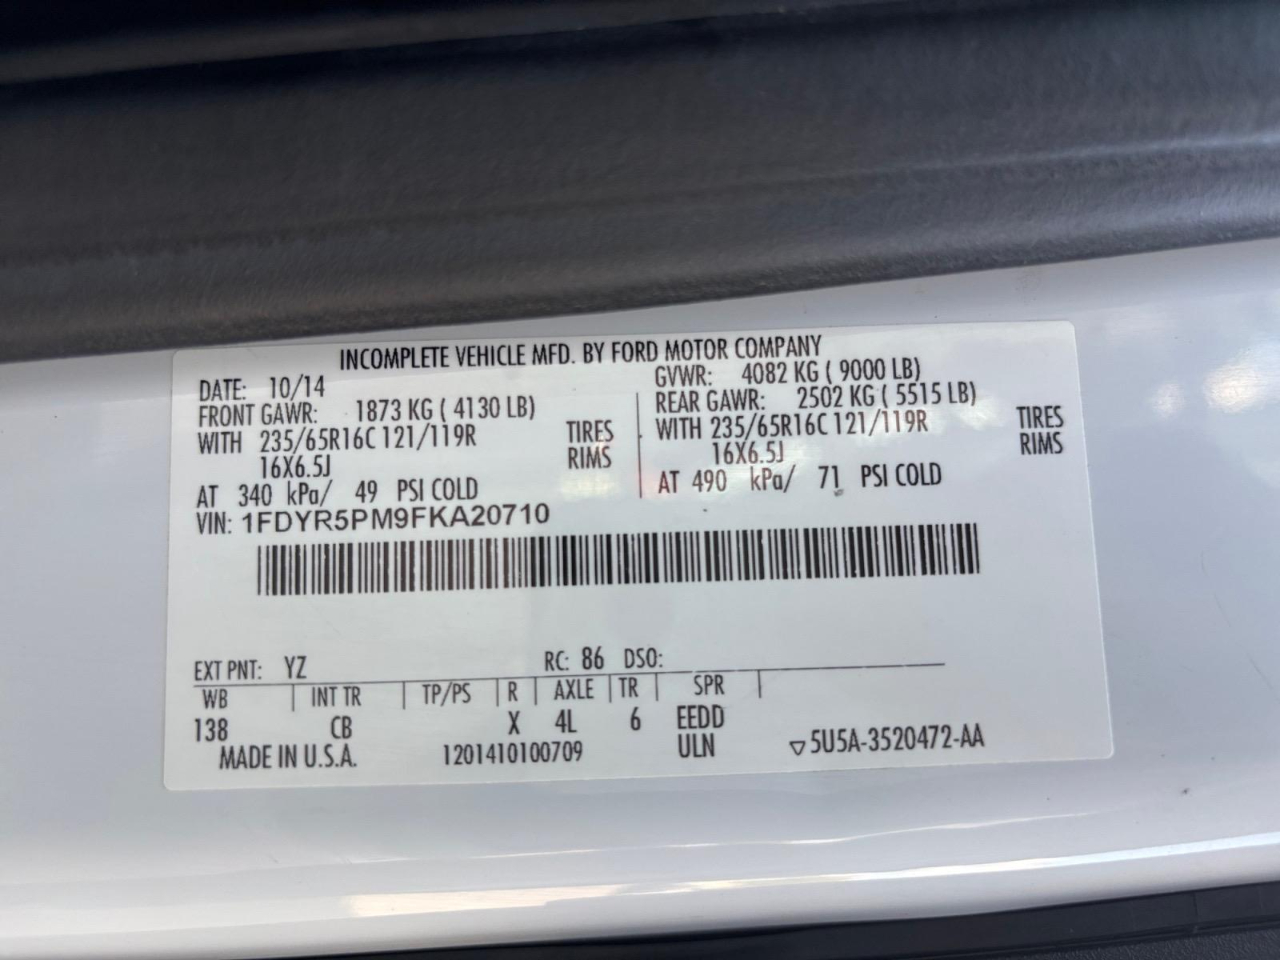 INCOMPLETE VEHICLE MFD. BY FORD MOTOR COMPANY
DATE: 10/14 GVWR: 4082 KG ( 9000 LB)
FRONT GAWR: 1873 KG ( 4130 LB) REAR GAWR: 2502 KG ( 5515 LB)
WITH 235/65R16C 121/119R TIRES WITH 235/65R16C 121/119R TIRES
16X6.5J RIMS 16X6.5J RIMS
AT 340 kPa/ 49 PSI COLD AT 490 kPa/ 71 PSI COLD
VIN: 1FDYR5PM9FKA20710
EXT PNT: YZ RC: 86 DSO:
WB INT TR TP/PS R AXLE TR SPR
138 CB X 4L 6 EEDD
MADE IN U.S.A. 1201410100709 ULN ▽5U5A-3520472-AA